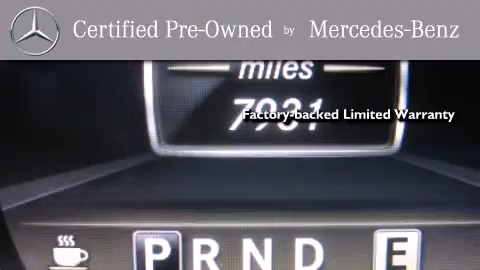 Certified Pre-Owned by Mercedes-Benz
miles
7931
Factory-backed Limited Warranty
P R N D E